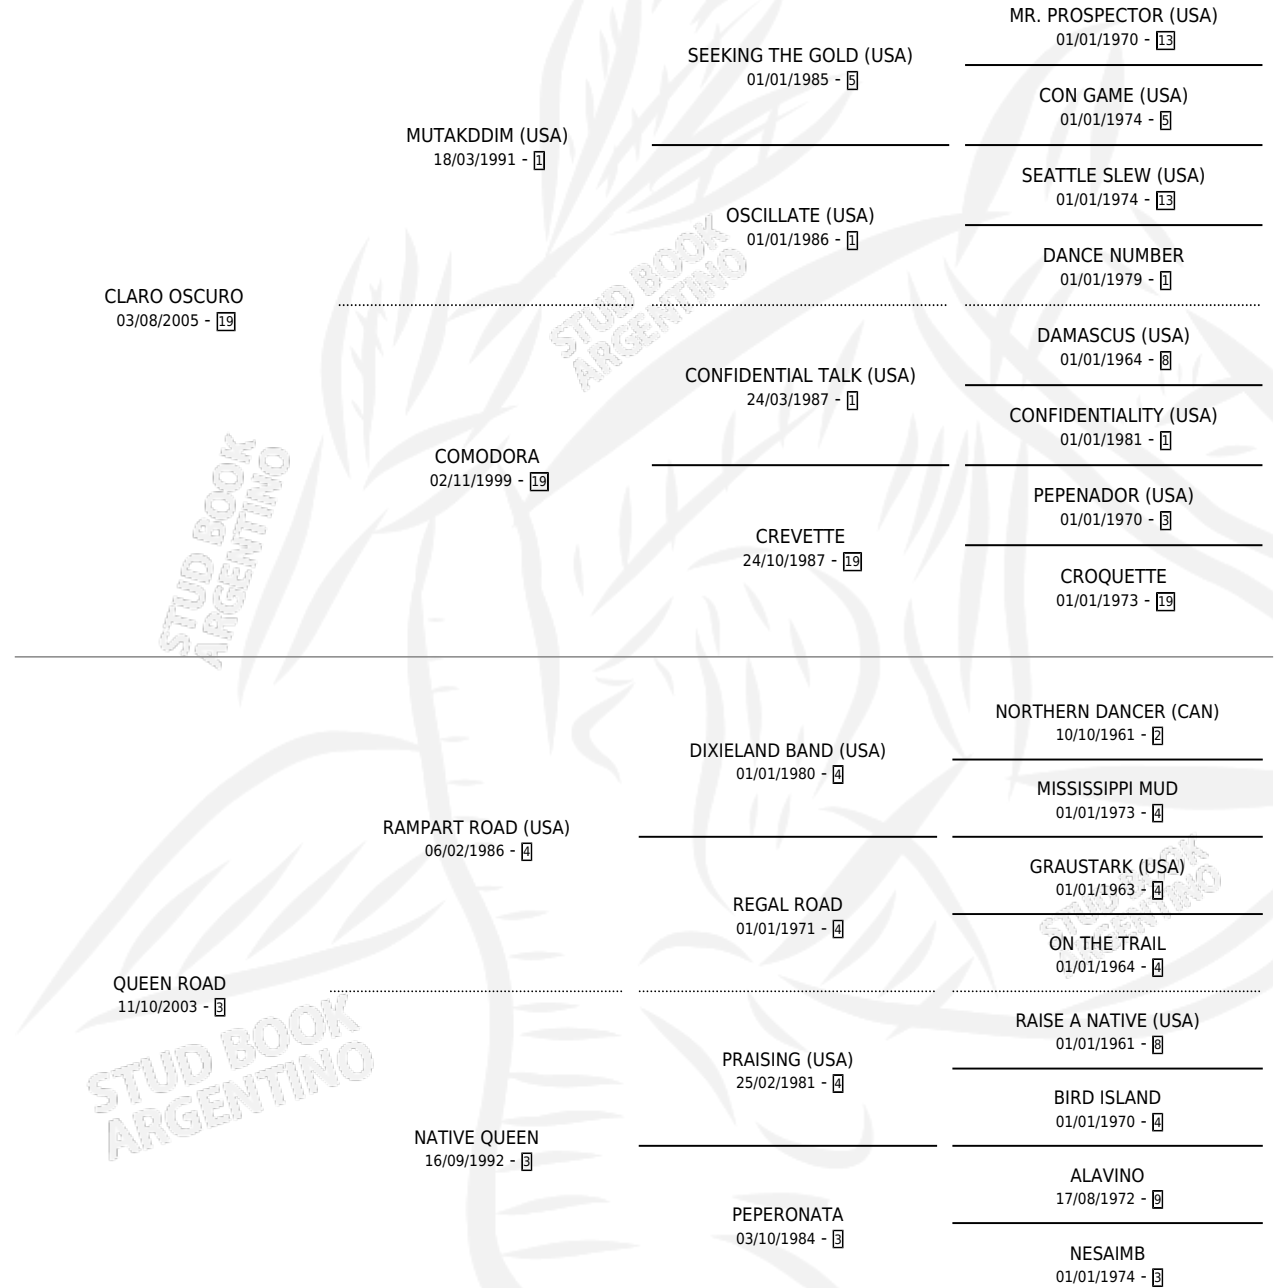 MR. PROSPECTOR (USA)
01/01/1970 - 13
SEEKING THE GOLD (USA)
01/01/1985 - 5
CON GAME (USA)
01/01/1974 - 5
MUTAKDDIM (USA)
18/03/1991 - 1
SEATTLE SLEW (USA)
01/01/1974 - 13
OSCILLATE (USA)
01/01/1986 - 1
DANCE NUMBER
01/01/1979 - 1
CLARO OSCURO
03/08/2005 - 19
STUD BOOK
ARGENTINO
DAMASCUS (USA)
01/01/1964 - 8
CONFIDENTIAL TALK (USA)
24/03/1987 - 1
CONFIDENTIALITY (USA)
01/01/1981 - 1
COMODORA
02/11/1999 - 19
PEPENADOR (USA)
01/01/1970 - 3
CREVETTE
24/10/1987 - 19
CROQUETTE
01/01/1973 - 19
STUD BOOK
ARGENTINO
NORTHERN DANCER (CAN)
10/10/1961 - 2
DIXIELAND BAND (USA)
01/01/1980 - 4
MISSISSIPPI MUD
01/01/1973 - 4
RAMPART ROAD (USA)
06/02/1986 - 4
GRAUSTARK (USA)
01/01/1963 - 4
REGAL ROAD
01/01/1971 - 4
ON THE TRAIL
01/01/1964 - 4
STUD BOOK
ARGENTINO
QUEEN ROAD
11/10/2003 - 3
RAISE A NATIVE (USA)
01/01/1961 - 8
PRAISING (USA)
25/02/1981 - 4
BIRD ISLAND
01/01/1970 - 4
STUD BOOK
ARGENTINO
NATIVE QUEEN
16/09/1992 - 3
ALAVINO
17/08/1972 - 9
PEPERONATA
03/10/1984 - 3
NESAIMB
01/01/1974 - 3